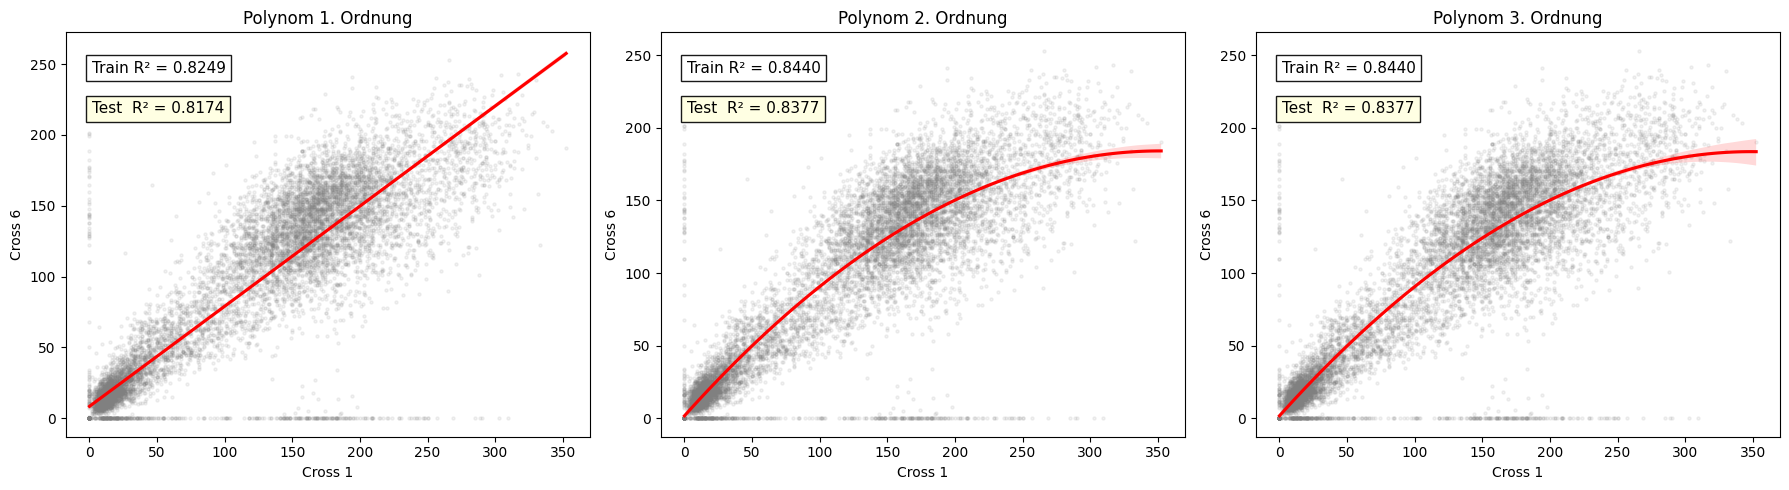 Polynom 1. Ordnung
Train R² = 0.8249
Test R² = 0.8174
Cross 6
250
200
150
100
50
0
0 50 100 150 200 250 300 350
Cross 1
Polynom 2. Ordnung
Train R² = 0.8440
Test R² = 0.8377
Cross 6
250
200
150
100
50
0
0 50 100 150 200 250 300 350
Cross 1
Polynom 3. Ordnung
Train R² = 0.8440
Test R² = 0.8377
Cross 6
250
200
150
100
50
0
0 50 100 150 200 250 300 350
Cross 1